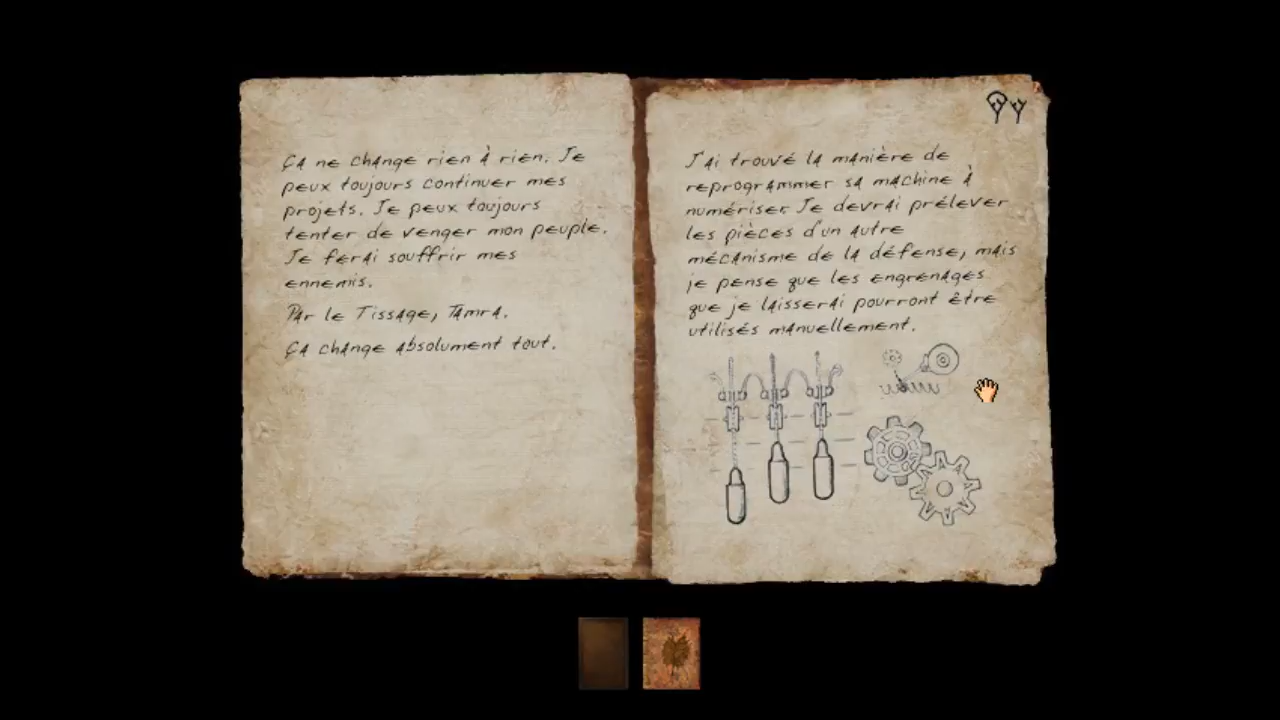 Ça ne change rien à rien. Je
peux toujours continuer mes
projets. Je peux toujours
tenter de venger mon peuple.
Je ferai souffrir mes
ennemis.
Par le Tissage, Tamra.
Ça change absolument tout.
J'ai trouvé la manière de
reprogrammer sa machine à
numériser. Je devrai prélever
les pièces d'un autre
mécanisme de la défense, mais
je pense que les engrenages
que je laisserai pourront être
utilisés manuellement.